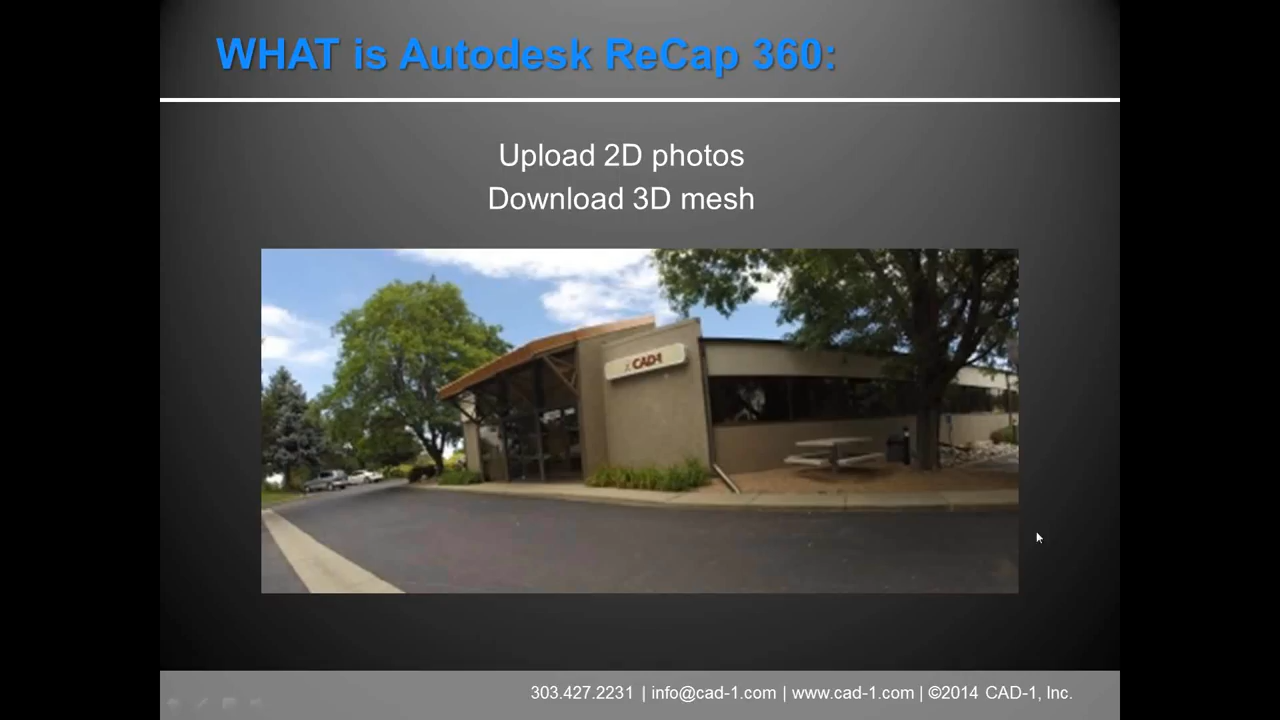 WHAT is Autodesk ReCap 360:
Upload 2D photos
Download 3D mesh
CAD-1
303.427.2231 | info@cad-1.com | www.cad-1.com | ©2014 CAD-1, Inc.